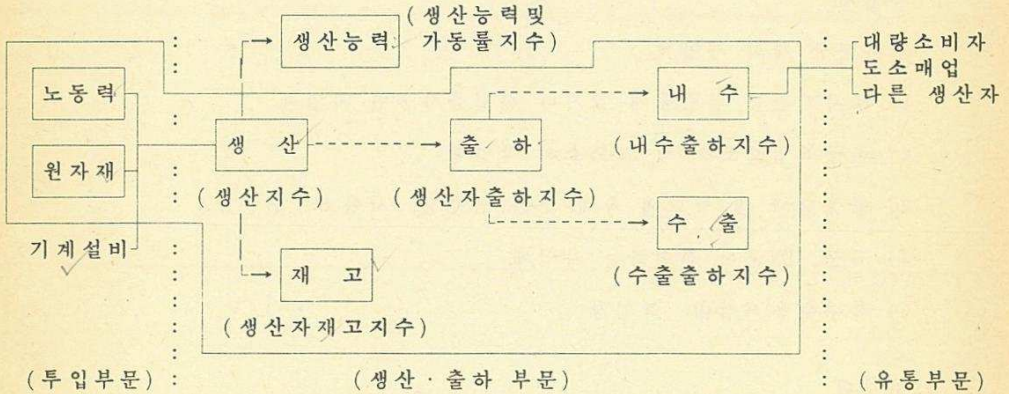 (생산능력및
생산능력 가동률지수)
대량소비자
도소매업
다른 생산자
노동력
내 수
생 산
출 하
(내수출하지수)
원자재
(생산지수)
(생산자출하지수)
수 출
기계설비
재 고
(수출출하지수)
(생산자재고지수)
(투입부문)
(생산·출하 부문)
(유통부문)